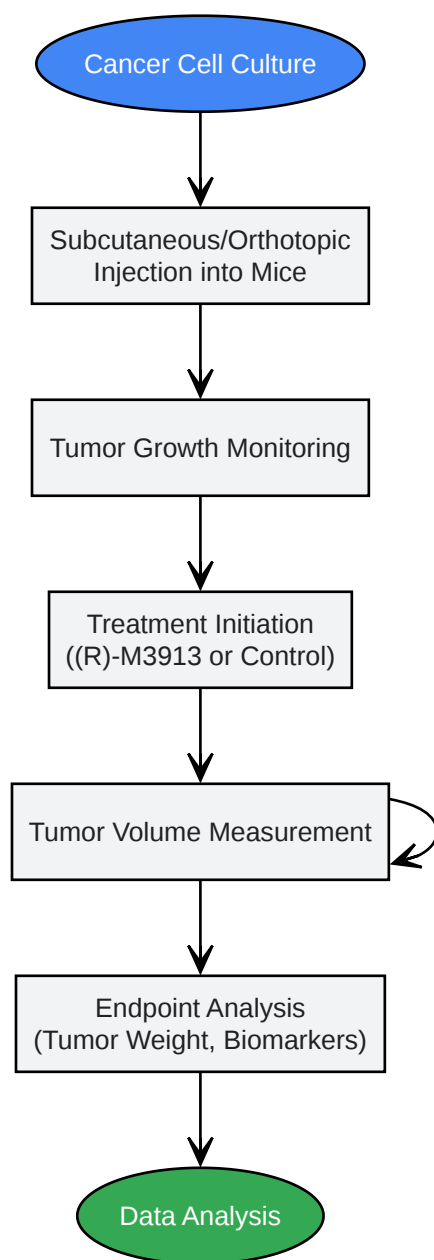 Cancer Cell Culture
Subcutaneous/Orthotopic
Injection into Mice
Tumor Growth Monitoring
Treatment Initiation
((R)-M3913 or Control)
Tumor Volume Measurement
Endpoint Analysis
(Tumor Weight, Biomarkers)
Data Analysis